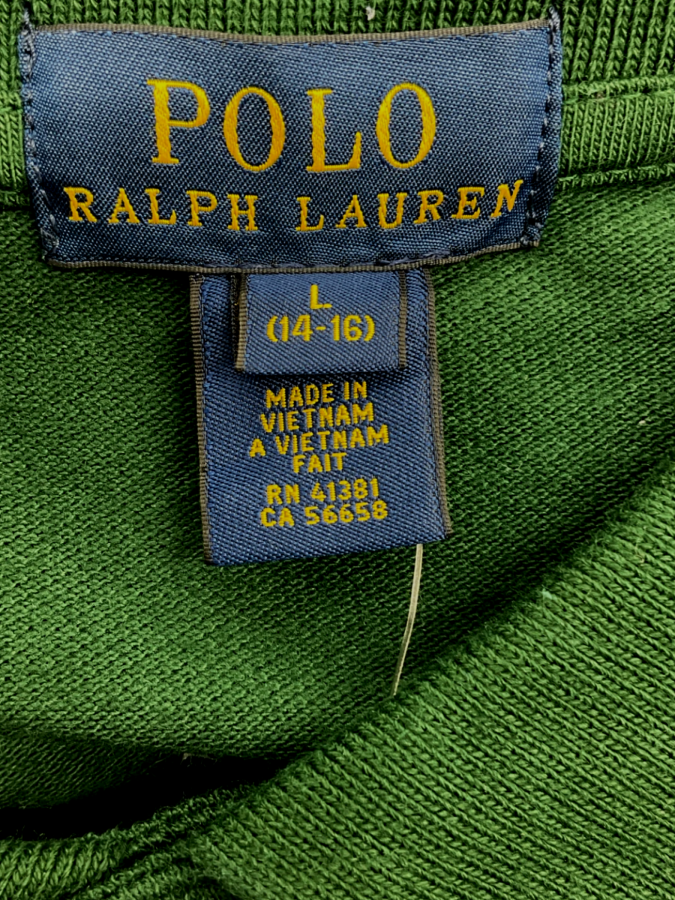 POLO
RALPH LAUREN
L
(14-16)
MADE IN
VIETNAM
A VIETNAM
FAIT
RN 41381
CA 56658